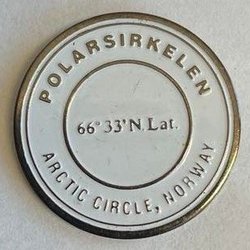 POLARSIRKELEN
66° 33' N. Lat.
ARCTIC CIRCLE, NORWAY